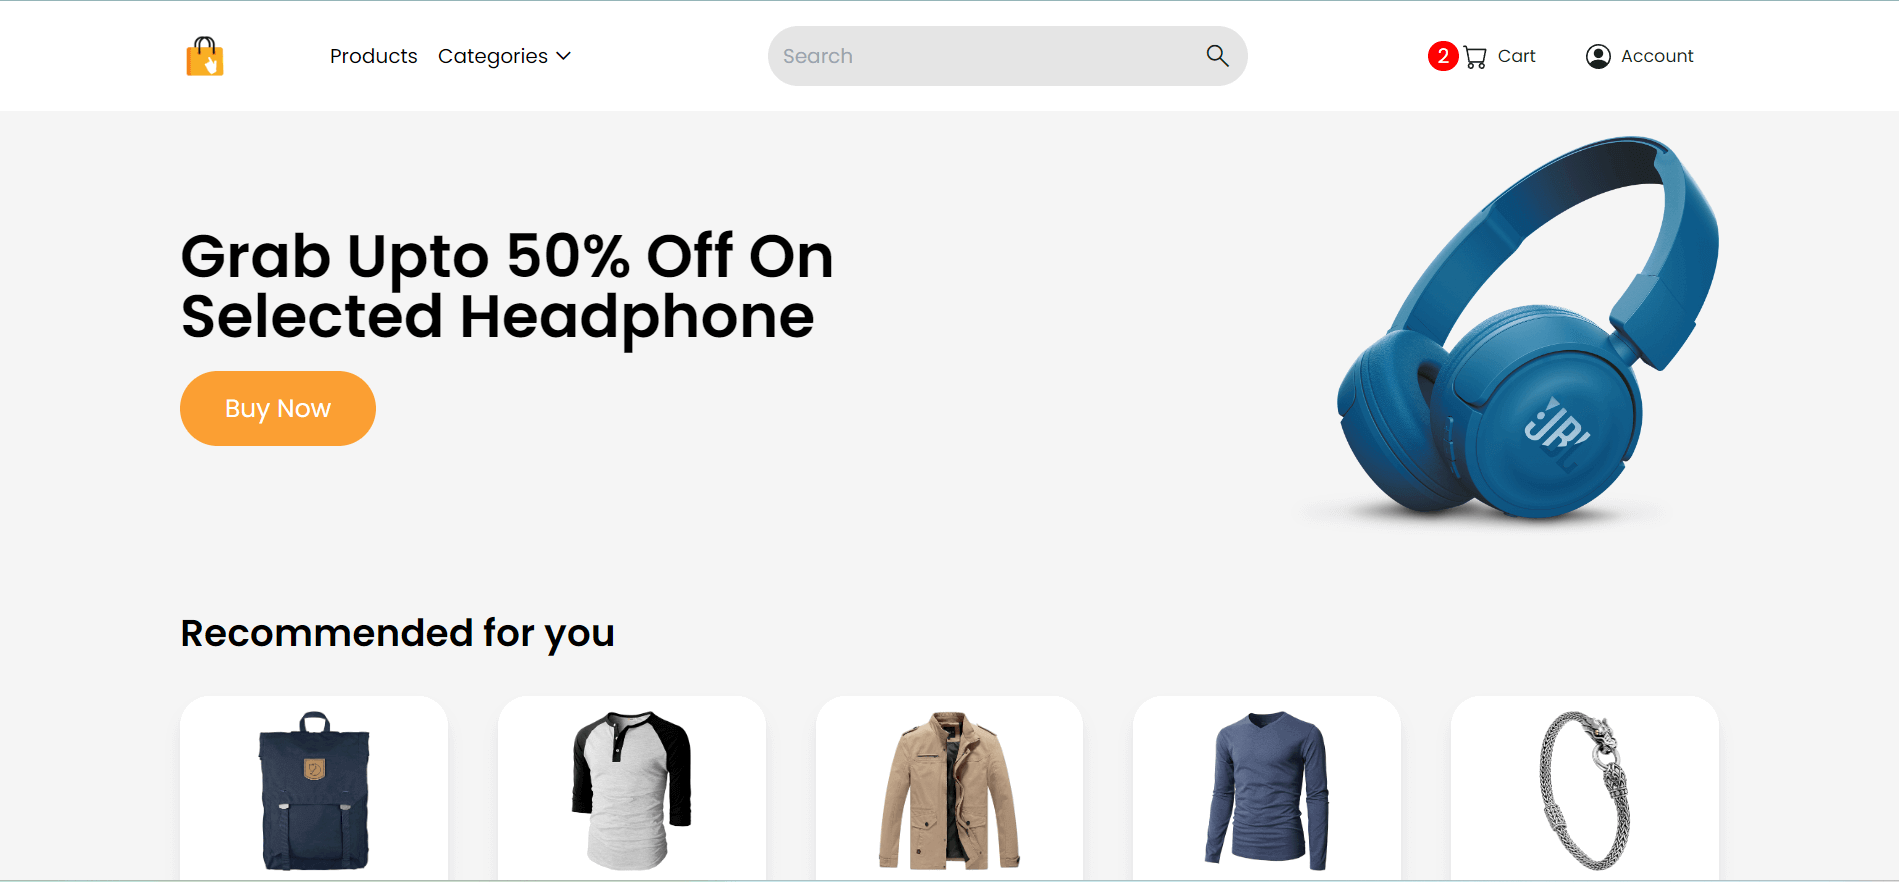 Products Categories
Search
2 Cart
Account
Grab Upto 50% Off On
Selected Headphone
Buy Now
JBL
Recommended for you